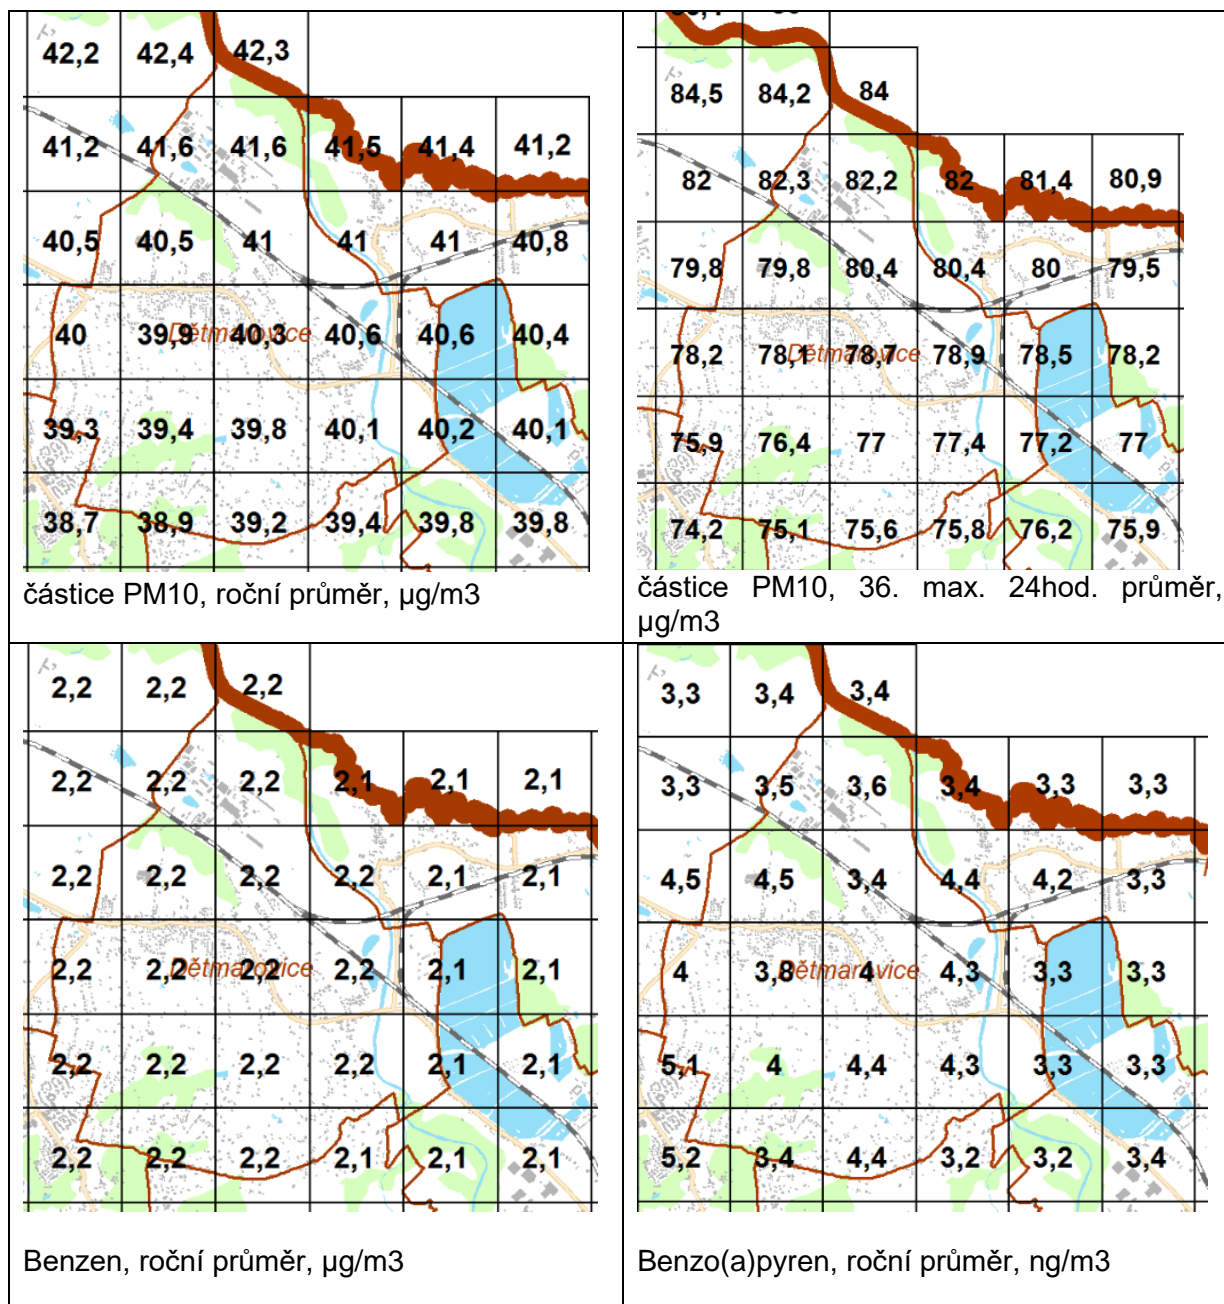 42,2 42,4 42,3
41,2 41,6 41,6 41,5 41,4 41,2
40,5 40,5 41 41 41 40,8
40 39,9 40,3 40,6 40,6 40,4
Dětmarovice
39,3 39,4 39,8 40,1 40,2 40,1
38,7 38,9 39,2 39,4 39,8 39,8
částice PM10, roční průměr, µg/m3
84,5 84,2 84
82 82,3 82,2 82 81,4 80,9
79,8 79,8 80,4 80,4 80 79,5
78,2 78,1 78,7 78,9 78,5 78,2
Dětmarovice
75,9 76,4 77 77,4 77,2 77
74,2 75,1 75,6 75,8 76,2 75,9
částice PM10, 36. max. 24hod. průměr,
µg/m3
2,2 2,2 2,2
2,2 2,2 2,2 2,1 2,1 2,1
2,2 2,2 2,2 2,2 2,1 2,1
2,2 2,2 2,2 2,2 2,1 2,1
Dětmarovice
2,2 2,2 2,2 2,2 2,1 2,1
2,2 2,2 2,2 2,1 2,1 2,1
Benzen, roční průměr, µg/m3
3,3 3,4 3,4
3,3 3,5 3,6 3,4 3,3 3,3
4,5 4,5 3,4 4,4 4,2 3,3
4 3,8 4 4,3 3,3 3,3
Dětmarovice
5,1 4 4,4 4,3 3,3 3,3
5,2 3,4 4,4 3,2 3,2 3,4
Benzo(a)pyren, roční průměr, ng/m3